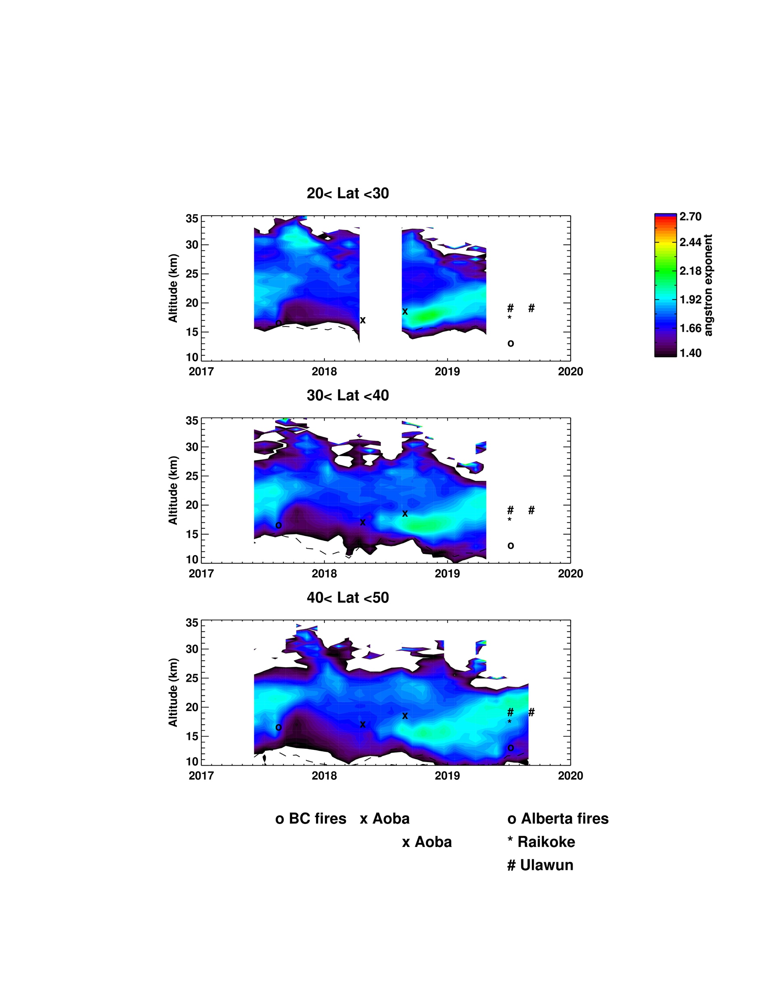 20< Lat <30
35
30
25
20
15
10
Altitude (km)
x
x
o
# #
*
o
2017 2018 2019 2020
2.70
2.44
2.18
1.92
1.66
1.40
angstron exponent
30< Lat <40
35
30
25
20
15
10
Altitude (km)
o
x
x
# #
*
o
2017 2018 2019 2020
40< Lat <50
35
30
25
20
15
10
Altitude (km)
o
x
x
# #
*
o
2017 2018 2019 2020
o BC fires x Aoba o Alberta fires
x Aoba * Raikoke
# Ulawun